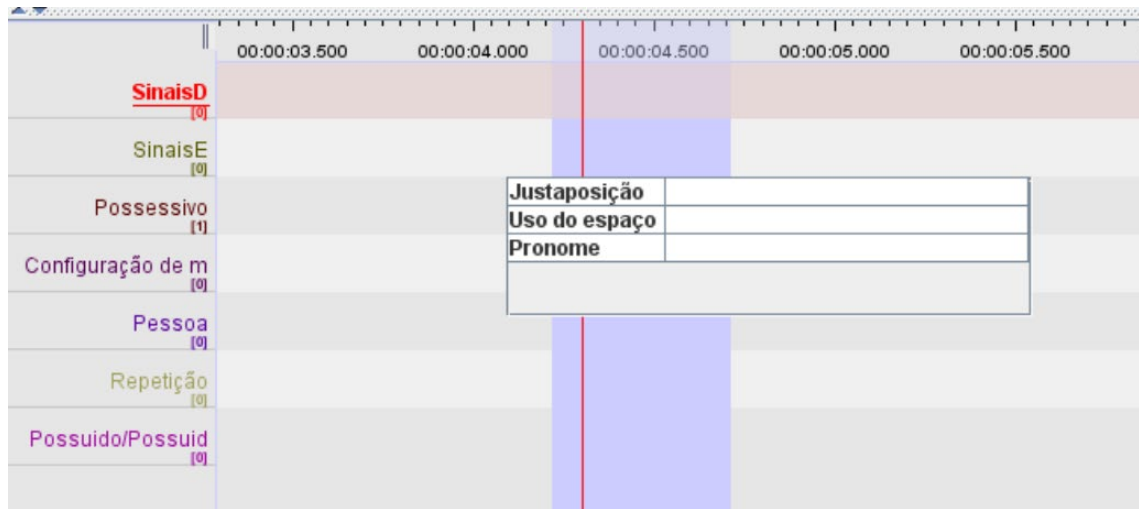 00:00:03.500 00:00:04.000 00:00:04.500 00:00:05.000 00:00:05.500
SinaisD
[0]
SinaisE
[0]
Possessivo
[1]
Configuração de m
[0]
Pessoa
[0]
Repetição
[0]
Possuido/Possuid
[0]
Justaposição
Uso do espaço
Pronome